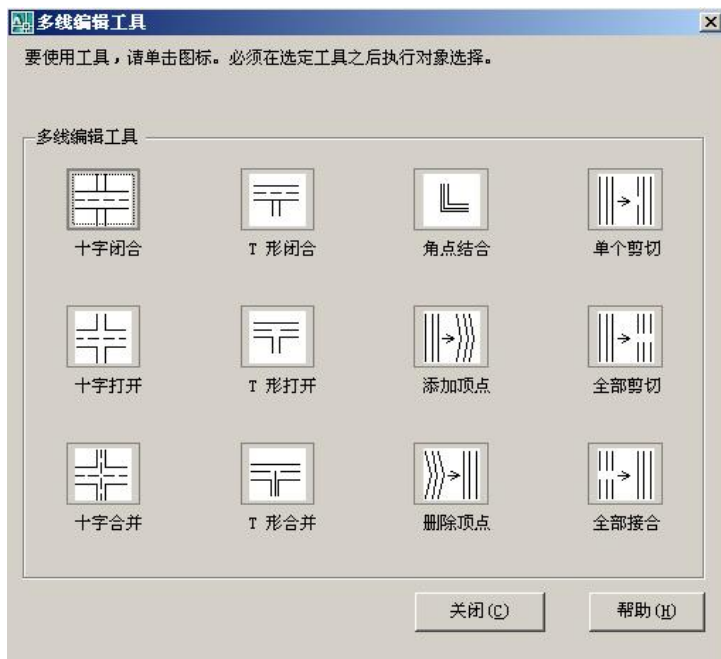 多线编辑工具
要使用工具，请单击图标。必须在选定工具之后执行对象选择。
多线编辑工具
十字闭合 T 形闭合 角点结合 单个剪切
十字打开 T 形打开 添加顶点 全部剪切
十字合并 T 形合并 删除顶点 全部接合
关闭(C) 帮助(H)